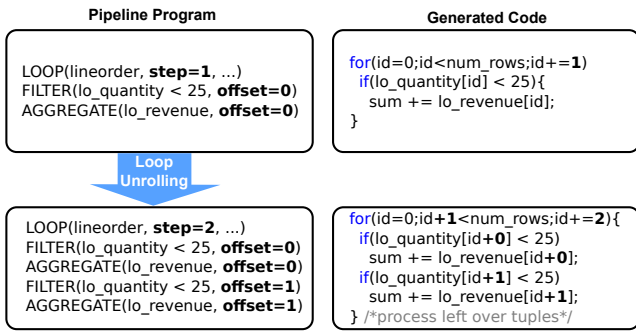 Pipeline Program
LOOP(lineorder, step=1, ...)
FILTER(lo_quantity < 25, offset=0)
AGGREGATE(lo_revenue, offset=0)
Generated Code
for(id=0;id<num_rows;id+=1)
if(lo_quantity[id] < 25){
sum += lo_revenue[id];
}
Loop
Unrolling
LOOP(lineorder, step=2, ...)
FILTER(lo_quantity < 25, offset=0)
AGGREGATE(lo_revenue, offset=0)
FILTER(lo_quantity < 25, offset=1)
AGGREGATE(lo_revenue, offset=1)
for(id=0;id+1<num_rows;id+=2){
if(lo_quantity[id+0] < 25)
sum += lo_revenue[id+0];
if(lo_quantity[id+1] < 25)
sum += lo_revenue[id+1];
} /*process left over tuples*/